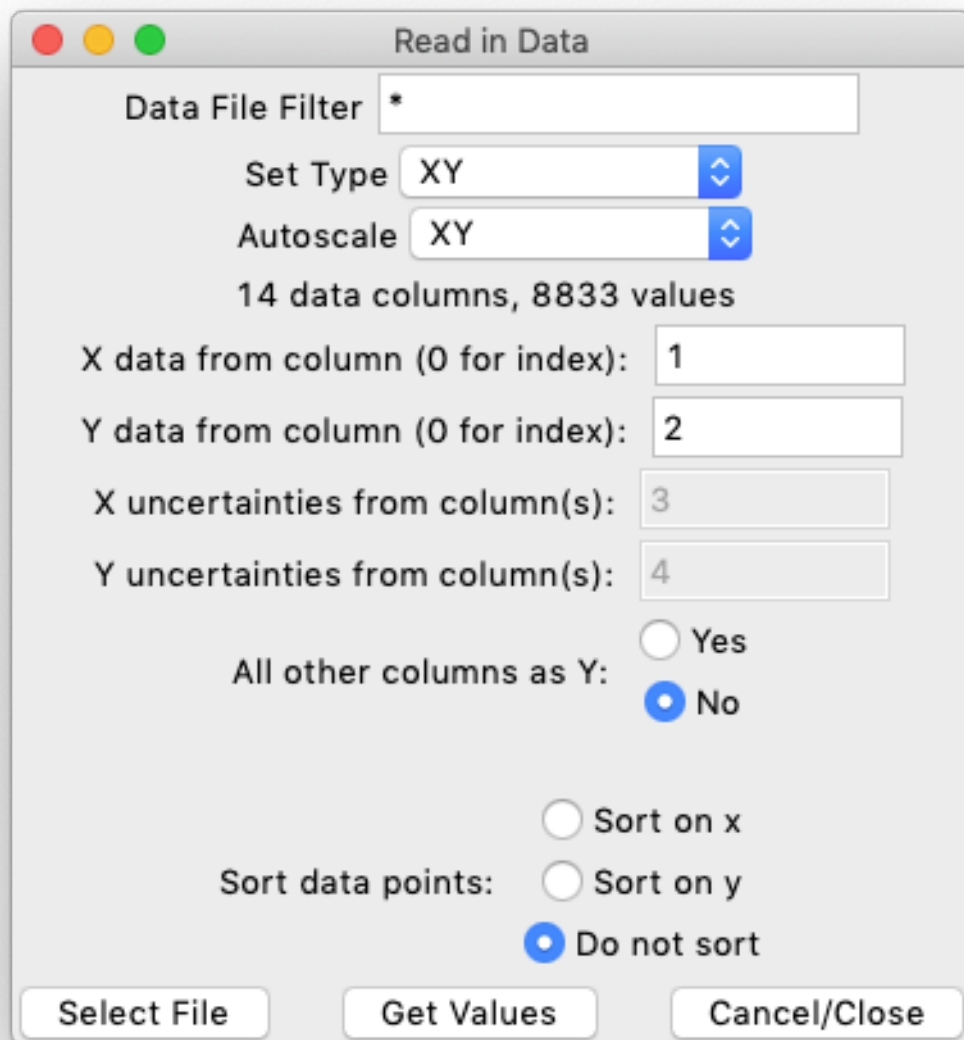 Read in Data
Data File Filter *
Set Type XY
Autoscale XY
14 data columns, 8833 values
X data from column (0 for index): 1
Y data from column (0 for index): 2
X uncertainties from column(s): 3
Y uncertainties from column(s): 4
All other columns as Y:
Yes
No
Sort data points:
Sort on x
Sort on y
Do not sort
Select File Get Values Cancel/Close